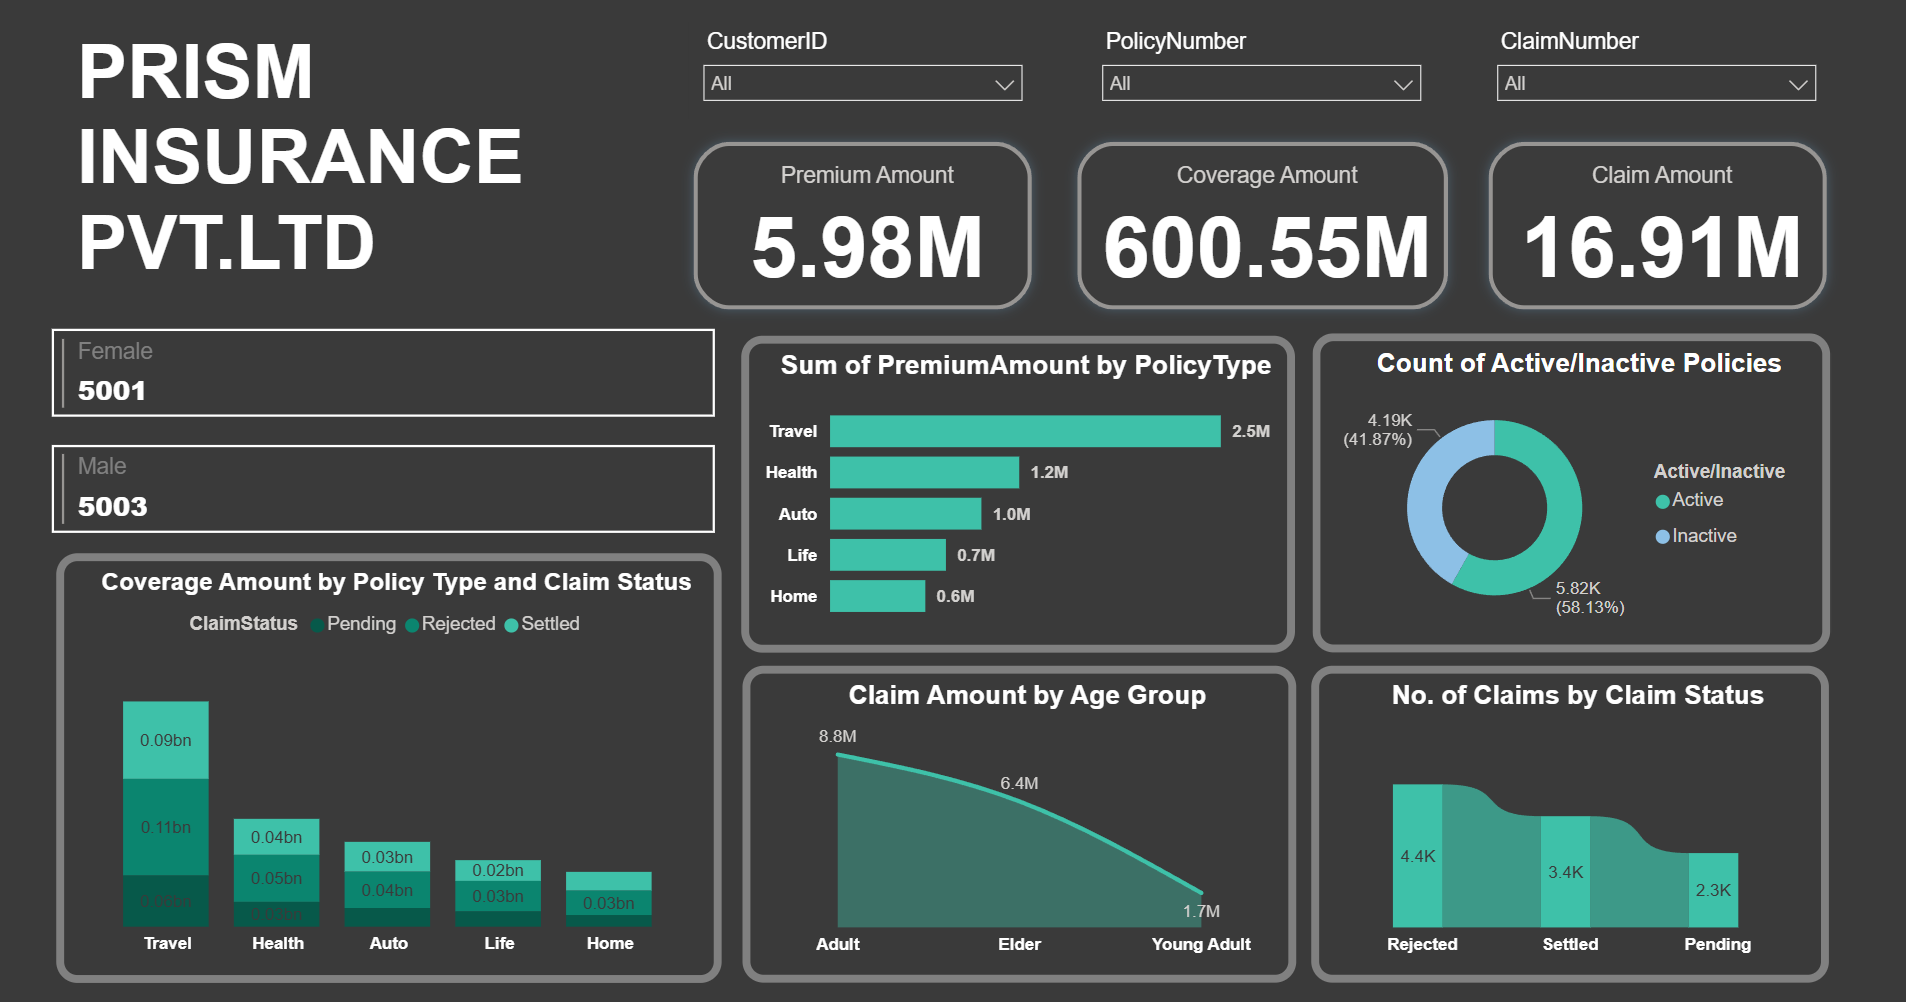 PRISM
INSURANCE
PVT.LTD
CustomerID
All
PolicyNumber
All
ClaimNumber
All
Premium Amount
5.98M
Coverage Amount
600.55M
Claim Amount
16.91M
Female
5001
Male
5003
Sum of PremiumAmount by PolicyType
Travel 2.5M
Health 1.2M
Auto 1.0M
Life 0.7M
Home 0.6M
Count of Active/Inactive Policies
4.19K
(41.87%)
Active/Inactive
Active
Inactive
5.82K
(58.13%)
Coverage Amount by Policy Type and Claim Status
ClaimStatus Pending Rejected Settled
0.09bn
0.11bn
0.04bn
0.05bn
0.03bn
0.03bn
0.04bn
0.02bn
0.03bn
0.03bn
Travel Health Auto Life Home
Claim Amount by Age Group
8.8M
6.4M
1.7M
Adult Elder Young Adult
No. of Claims by Claim Status
4.4K
3.4K
2.3K
Rejected Settled Pending